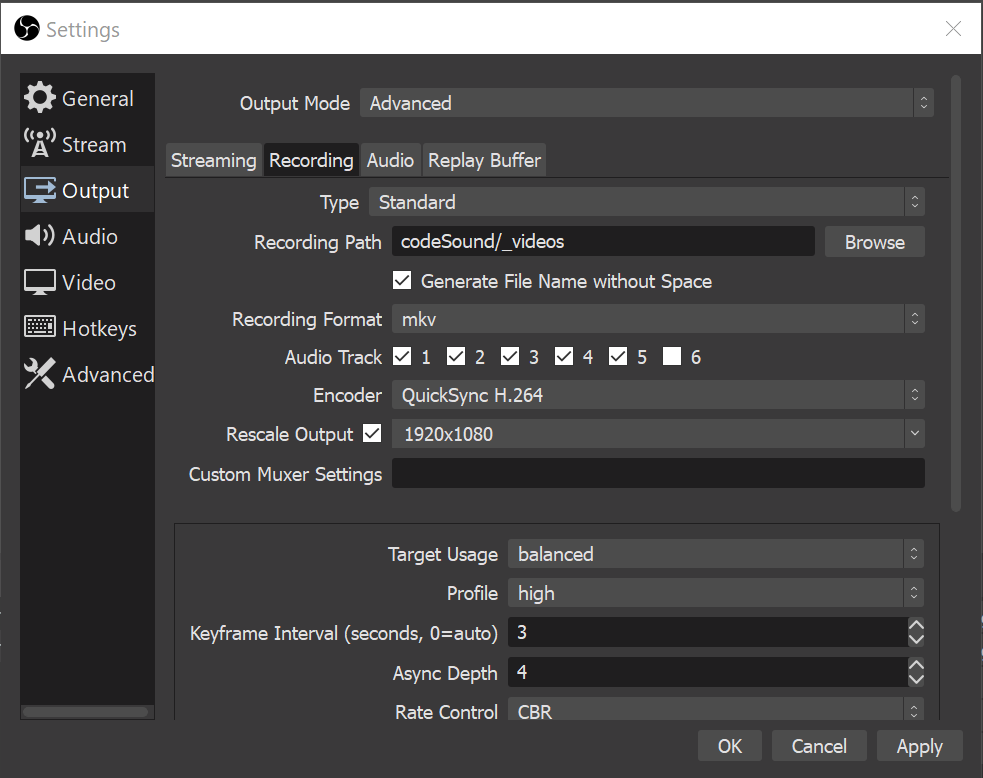 Settings
General
Stream
Output
Audio
Video
Hotkeys
Advanced
Output Mode Advanced
Streaming Recording Audio Replay Buffer
Type Standard
Recording Path codeSound/_videos Browse
Generate File Name without Space
Recording Format mkv
Audio Track 1 2 3 4 5 6
Encoder QuickSync H.264
Rescale Output 1920x1080
Custom Muxer Settings
Target Usage balanced
Profile high
Keyframe Interval (seconds, 0=auto) 3
Async Depth 4
Rate Control CBR
OK Cancel Apply